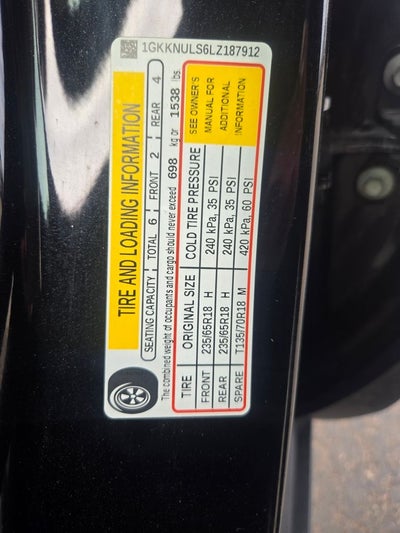 1GKKNULS6LZ187912
TIRE AND LOADING INFORMATION
SEATING CAPACITY TOTAL 6 FRONT 2 REAR 4
The combined weight of occupants and cargo should never exceed 698 kg or 1538 lbs.
TIRE ORIGINAL SIZE COLD TIRE PRESSURE SEE OWNER'S
FRONT 235/65R18 H 240 kPa, 35 PSI MANUAL FOR
REAR 235/65R18 H 240 kPa, 35 PSI ADDITIONAL
SPARE T135/70R18 M 420 kPa, 60 PSI INFORMATION